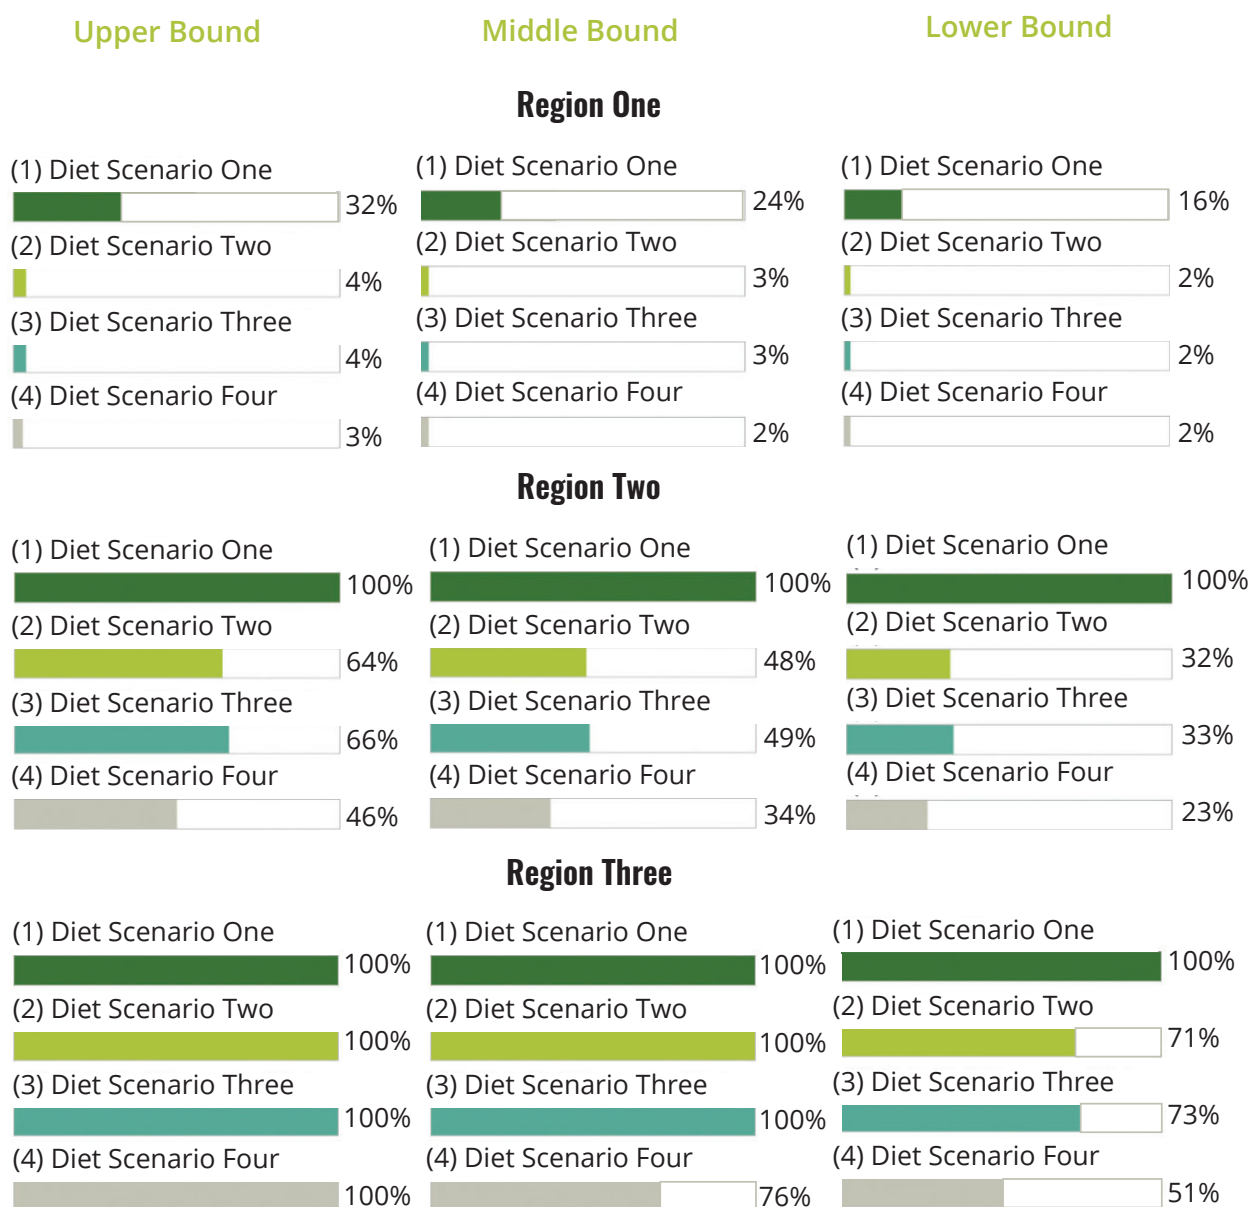 Upper Bound
Middle Bound
Lower Bound
Region One
(1) Diet Scenario One
32%
(2) Diet Scenario Two
4%
(3) Diet Scenario Three
4%
(4) Diet Scenario Four
3%
(1) Diet Scenario One
24%
(2) Diet Scenario Two
3%
(3) Diet Scenario Three
3%
(4) Diet Scenario Four
2%
(1) Diet Scenario One
16%
(2) Diet Scenario Two
2%
(3) Diet Scenario Three
2%
(4) Diet Scenario Four
2%
Region Two
(1) Diet Scenario One
100%
(2) Diet Scenario Two
64%
(3) Diet Scenario Three
66%
(4) Diet Scenario Four
46%
(1) Diet Scenario One
100%
(2) Diet Scenario Two
48%
(3) Diet Scenario Three
49%
(4) Diet Scenario Four
34%
(1) Diet Scenario One
100%
(2) Diet Scenario Two
32%
(3) Diet Scenario Three
33%
(4) Diet Scenario Four
23%
Region Three
(1) Diet Scenario One
100%
(2) Diet Scenario Two
100%
(3) Diet Scenario Three
100%
(4) Diet Scenario Four
100%
(1) Diet Scenario One
100%
(2) Diet Scenario Two
100%
(3) Diet Scenario Three
100%
(4) Diet Scenario Four
76%
(1) Diet Scenario One
100%
(2) Diet Scenario Two
71%
(3) Diet Scenario Three
73%
(4) Diet Scenario Four
51%